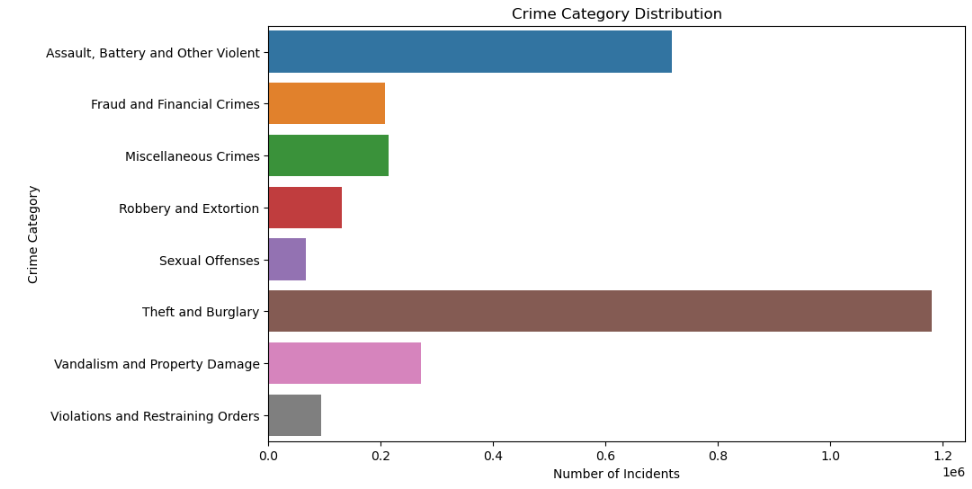 Crime Category Distribution
Crime Category
Assault, Battery and Other Violent
Fraud and Financial Crimes
Miscellaneous Crimes
Robbery and Extortion
Sexual Offenses
Theft and Burglary
Vandalism and Property Damage
Violations and Restraining Orders
0.0 0.2 0.4 0.6 0.8 1.0 1.2
1e6
Number of Incidents